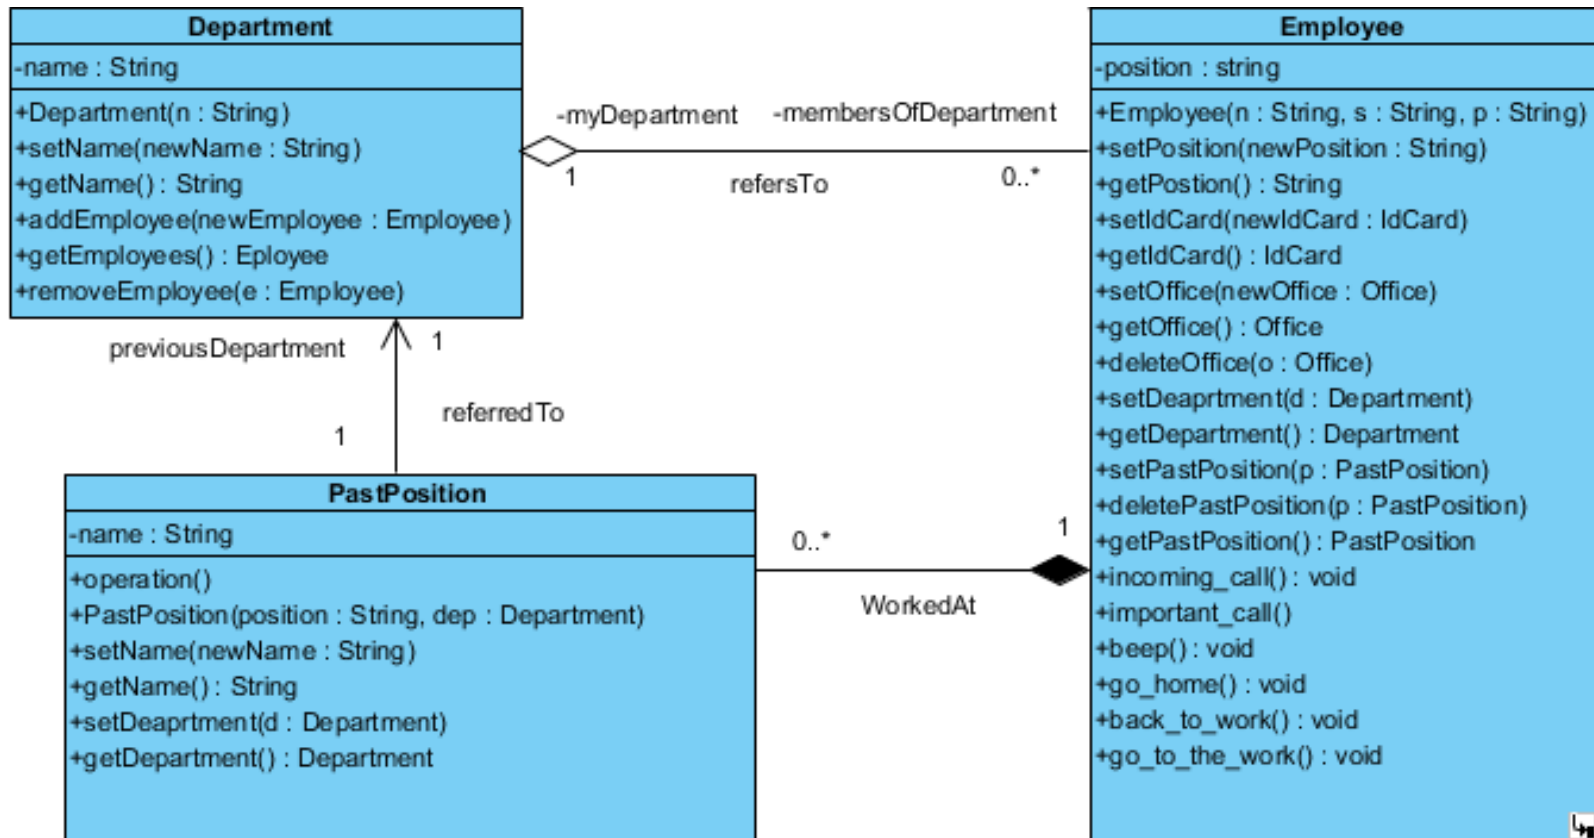 Department
-name : String
+Department(n : String)
+setName(newName : String)
+getName() : String
+addEmployee(newEmployee : Employee)
+getEmployees() : Eployee
+removeEmployee(e : Employee)
-myDepartment
-membersOfDepartment
1
refersTo
0..*
Employee
-position : string
+Employee(n : String, s : String, p : String)
+setPosition(newPosition : String)
+getPostion() : String
+setIdCard(newIdCard : IdCard)
+getIdCard() : IdCard
+setOffice(newOffice : Office)
+getOffice() : Office
+deleteOffice(o : Office)
+setDeaprtment(d : Department)
+getDepartment() : Department
+setPastPosition(p : PastPosition)
+deletePastPosition(p : PastPosition)
+getPastPosition() : PastPosition
+incoming_call() : void
+important_call()
+beep() : void
+go_home() : void
+back_to_work() : void
+go_to_the_work() : void
previousDepartment
1
referredTo
1
PastPosition
-name : String
+operation()
+PastPosition(position : String, dep : Department)
+setName(newName : String)
+getName() : String
+setDeaprtment(d : Department)
+getDepartment() : Department
0..*
1
WorkedAt